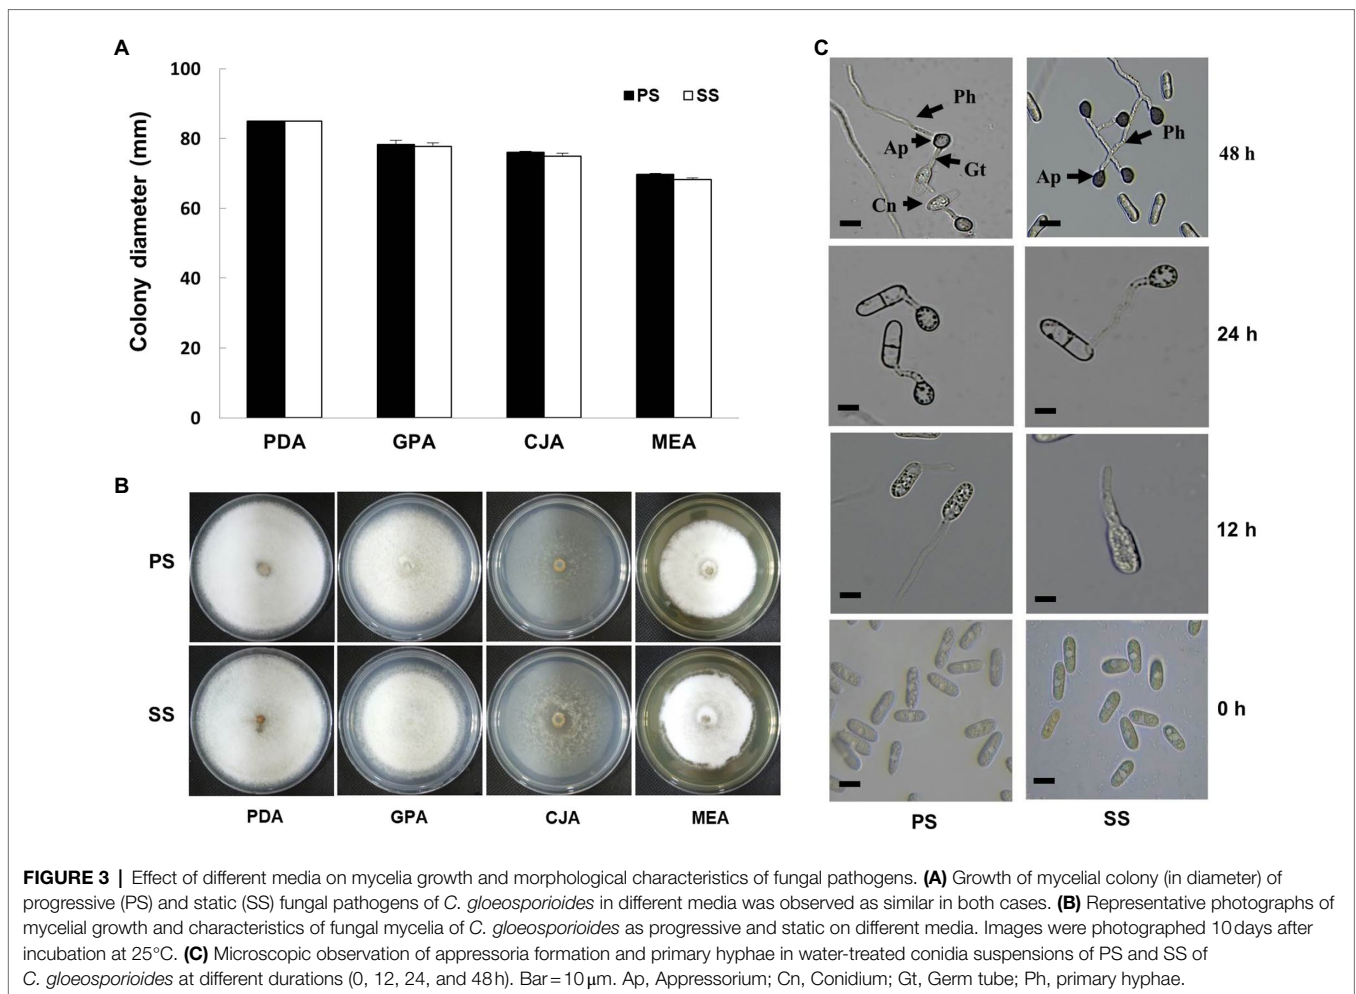 A
100
80
60
40
20
0
Colony diameter (mm)
PS SS
PDA GPA CJA MEA
B
PS
SS
PDA GPA CJA MEA
C
Ph
Ap
Gt
Cn
Ph
Ap
48 h
24 h
12 h
0 h
PS SS
FIGURE 3 | Effect of different media on mycelia growth and morphological characteristics of fungal pathogens. (A) Growth of mycelial colony (in diameter) of
progressive (PS) and static (SS) fungal pathogens of C. gloeosporioides in different media was observed as similar in both cases. (B) Representative photographs of
mycelial growth and characteristics of fungal mycelia of C. gloeosporioides as progressive and static on different media. Images were photographed 10 days after
incubation at 25°C. (C) Microscopic observation of appressoria formation and primary hyphae in water-treated conidia suspensions of PS and SS of
C. gloeosporioides at different durations (0, 12, 24, and 48 h). Bar = 10 μm. Ap, Appressorium; Cn, Conidium; Gt, Germ tube; Ph, primary hyphae.